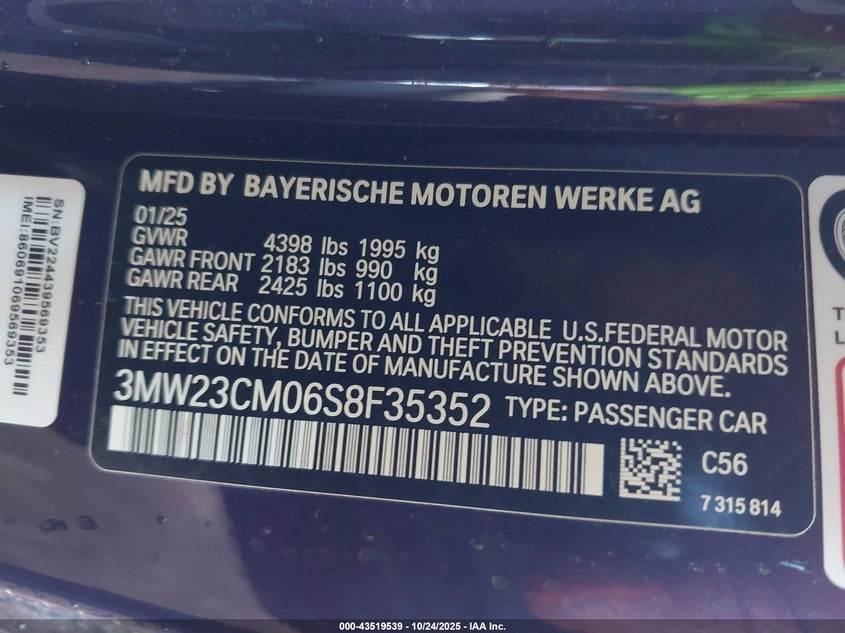 SN:BV224439569353
IMEI:860691069569353
MFD BY BAYERISCHE MOTOREN WERKE AG
01/25
GVWR 4398 lbs 1995 kg
GAWR FRONT 2183 lbs 990 kg
GAWR REAR 2425 lbs 1100 kg
THIS VEHICLE CONFORMS TO ALL APPLICABLE U.S.FEDERAL MOTOR
VEHICLE SAFETY, BUMPER AND THEFT PREVENTION STANDARDS
IN EFFECT ON THE DATE OF MANUFACTURE SHOWN ABOVE.
3MW23CM06S8F35352 TYPE: PASSENGER CAR
C56
7 315 814
000-43519539 - 10/24/2025 - IAA Inc.